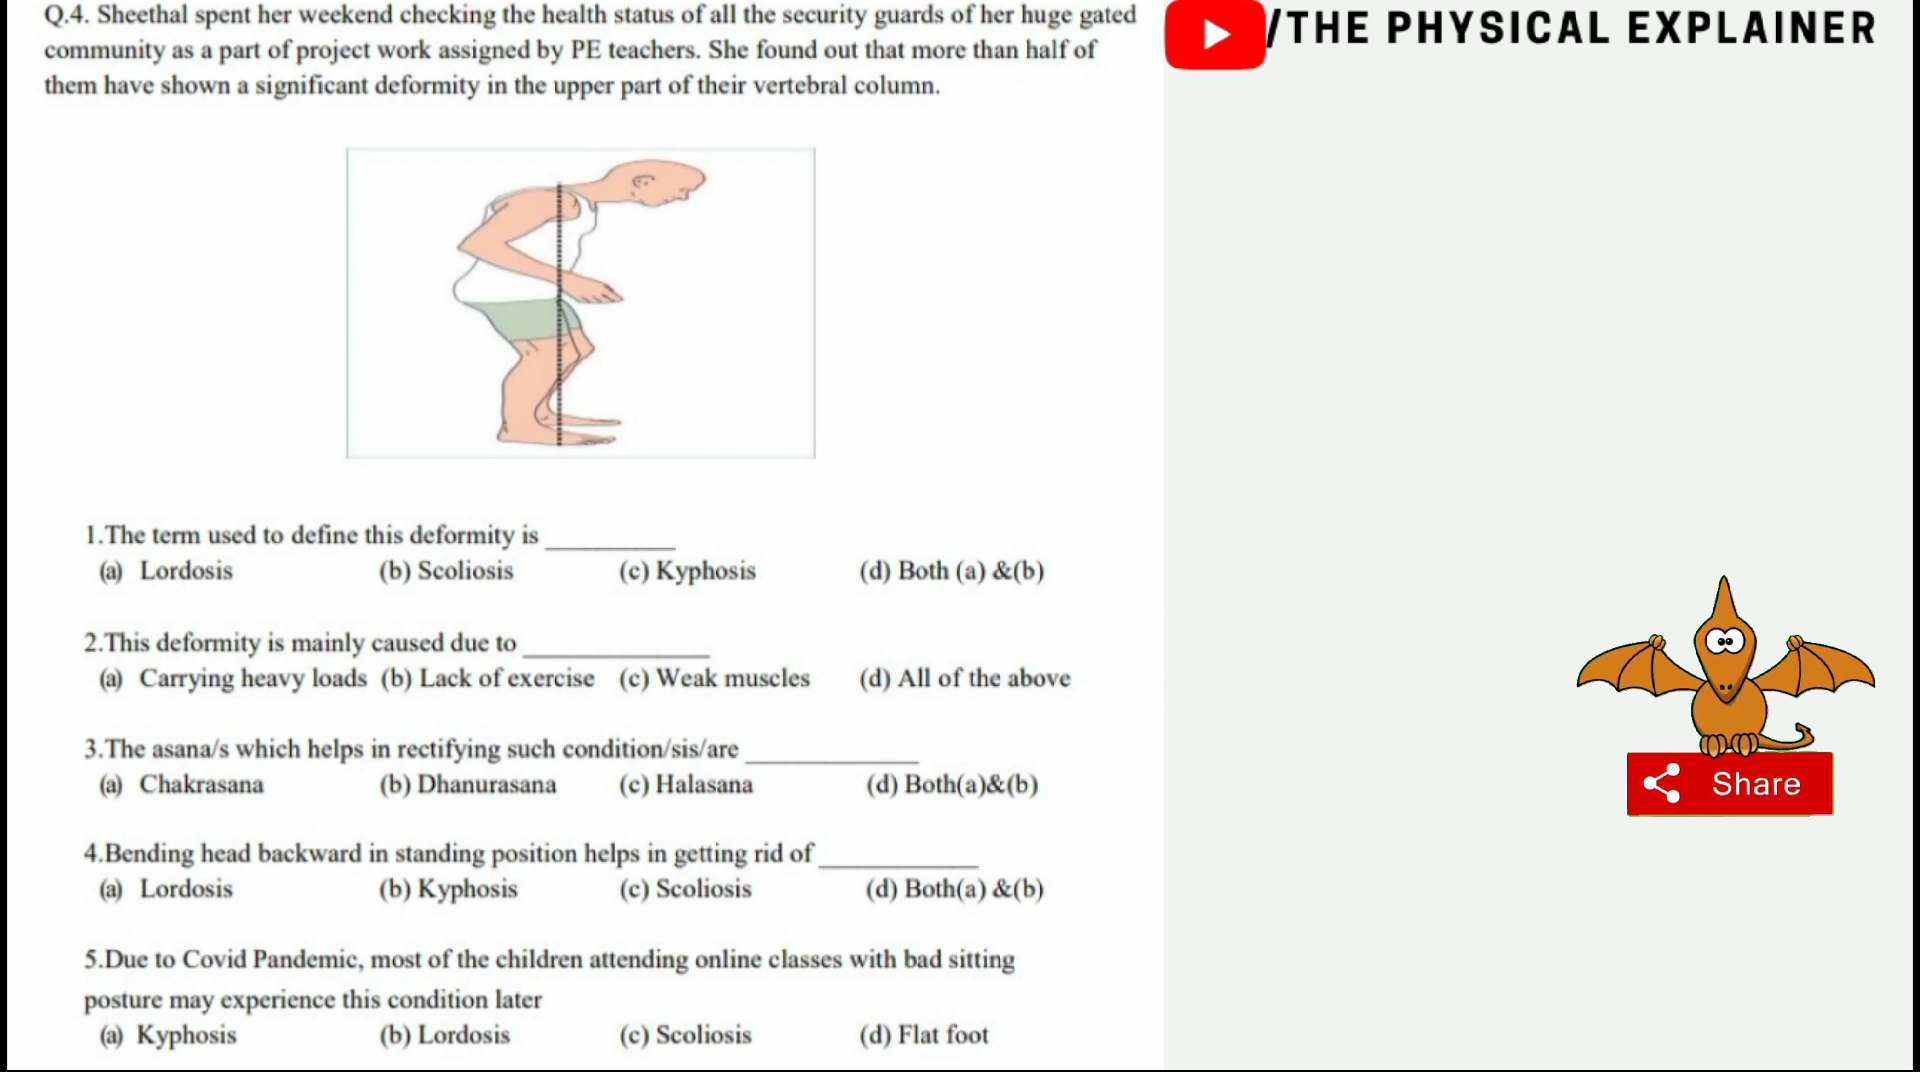 Q.4. Sheethal spent her weekend checking the health status of all the security guards of her huge gated
community as a part of project work assigned by PE teachers. She found out that more than half of
them have shown a significant deformity in the upper part of their vertebral column.
/THE PHYSICAL EXPLAINER
1.The term used to define this deformity is __________
(a) Lordosis (b) Scoliosis (c) Kyphosis (d) Both (a) &(b)
2.This deformity is mainly caused due to ______________
(a) Carrying heavy loads (b) Lack of exercise (c) Weak muscles (d) All of the above
3.The asana/s which helps in rectifying such condition/sis/are _____________
(a) Chakrasana (b) Dhanurasana (c) Halasana (d) Both(a)&(b)
4.Bending head backward in standing position helps in getting rid of ____________
(a) Lordosis (b) Kyphosis (c) Scoliosis (d) Both(a) &(b)
5.Due to Covid Pandemic, most of the children attending online classes with bad sitting
posture may experience this condition later
(a) Kyphosis (b) Lordosis (c) Scoliosis (d) Flat foot
Share